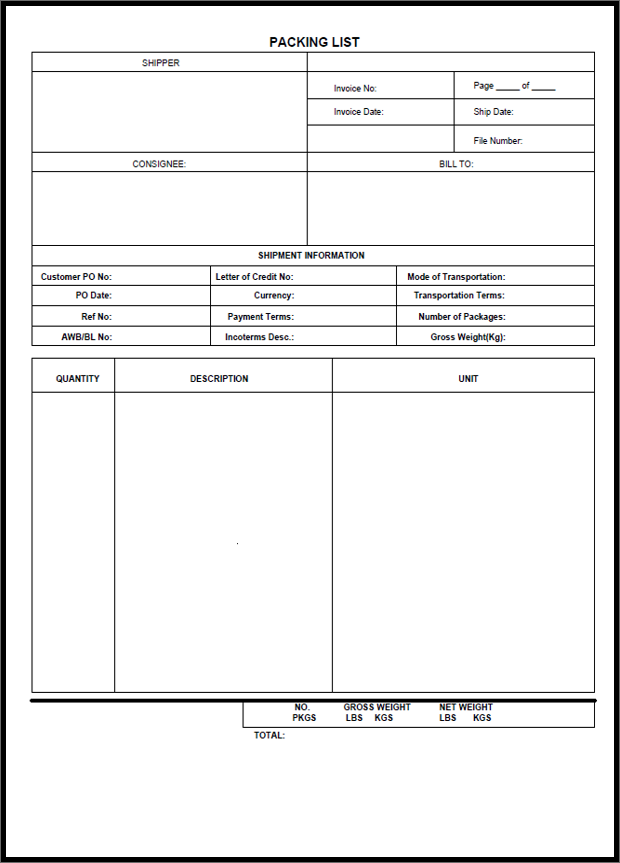 PACKING LIST
SHIPPER
Invoice No:
Page _____ of _____
Invoice Date:
Ship Date:
File Number:
CONSIGNEE:
BILL TO:
SHIPMENT INFORMATION
Customer PO No:
Letter of Credit No:
Mode of Transportation:
PO Date:
Currency:
Transportation Terms:
Ref No:
Payment Terms:
Number of Packages:
AWB/BL No:
Incoterms Desc.:
Gross Weight(Kg):
QUANTITY
DESCRIPTION
UNIT
NO. GROSS WEIGHT NET WEIGHT
PKGS LBS KGS LBS KGS
TOTAL: